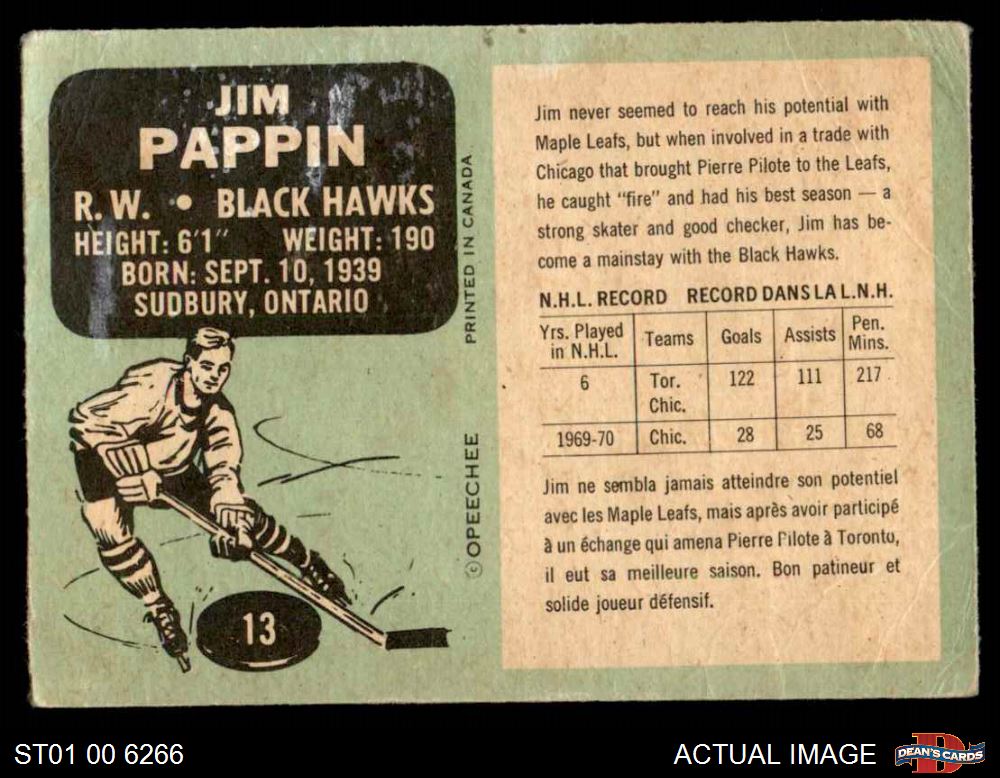 JIM
PAPPIN
R. W. • BLACK HAWKS
HEIGHT: 6'1" WEIGHT: 190
BORN: SEPT. 10, 1939
SUDBURY, ONTARIO
13
© OPEECHEE PRINTED IN CANADA
Jim never seemed to reach his potential with
Maple Leafs, but when involved in a trade with
Chicago that brought Pierre Pilote to the Leafs,
he caught "fire" and had his best season — a
strong skater and good checker, Jim has be-
come a mainstay with the Black Hawks.
N.H.L. RECORD RECORD DANS LA L.N.H.
Yrs. Played in N.H.L. Teams Goals Assists Pen. Mins.
6 Tor. Chic. 122 111 217
1969-70 Chic. 28 25 68
Jim ne sembla jamais atteindre son potentiel
avec les Maple Leafs, mais après avoir participé
à un échange qui amena Pierre Pilote à Toronto,
il eut sa meilleure saison. Bon patineur et
solide joueur défensif.
ST01 00 6266
ACTUAL IMAGE
DEAN'S CARDS